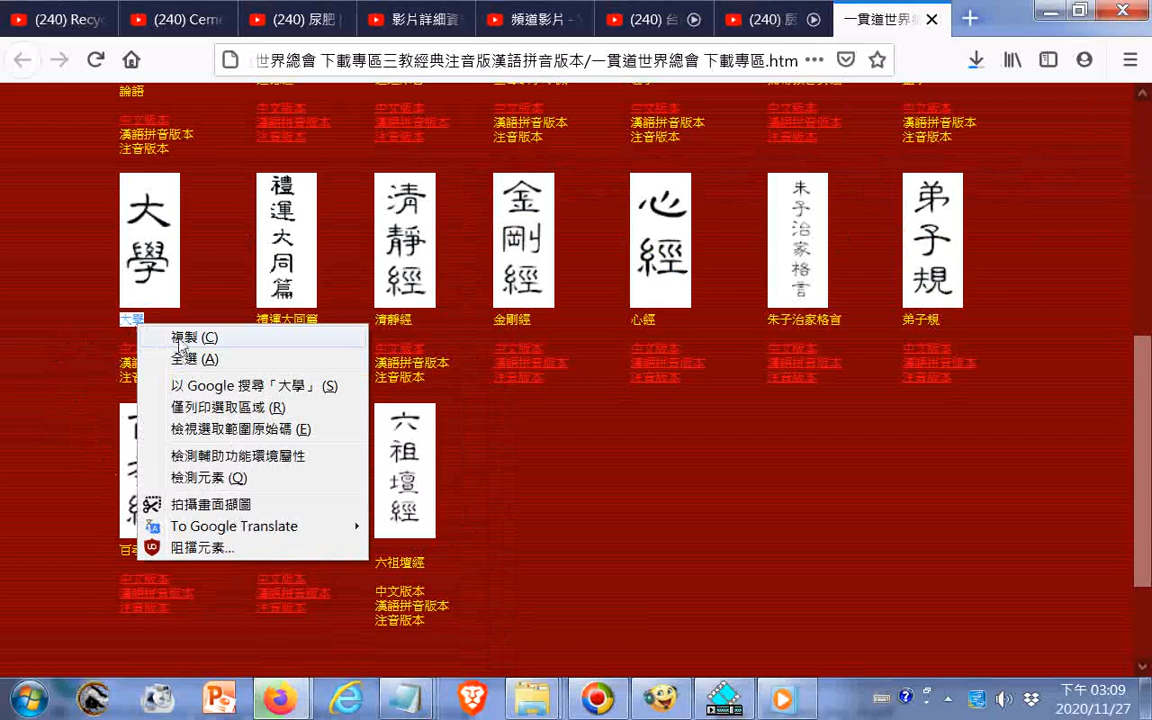 (240) Recy
(240) Ceme
(240) 尿肥
影片詳細資
頻道影片 -
(240) 台
(240) 廚
一貫道世界總
世界總會 下載專區三教經典注音版漢語拼音版本/一貫道世界總會 下載專區.htm
論語
中文版本
漢語拼音版本
注音版本
中文版本
漢語拼音版本
注音版本
中文版本
漢語拼音版本
注音版本
中文版本
漢語拼音版本
注音版本
中文版本
漢語拼音版本
注音版本
中文版本
漢語拼音版本
注音版本
中文版本
漢語拼音版本
注音版本
大學
禮運大同篇
清靜經
金剛經
心經
朱子治家格言
弟子規
大學
禮運大同篇
清靜經
金剛經
心經
朱子治家格言
弟子規
中文版本
漢語拼音版本
注音版本
中文版本
漢語拼音版本
注音版本
中文版本
漢語拼音版本
注音版本
中文版本
漢語拼音版本
注音版本
中文版本
漢語拼音版本
注音版本
複製 (C)
全選 (A)
以 Google 搜尋「大學」 (S)
僅列印選取區域 (R)
檢視選取範圍原始碼 (E)
檢測輔助功能環境屬性
檢測元素 (Q)
拍攝畫面擷圖
To Google Translate
阻擋元素...
六祖壇經
六祖壇經
中文版本
漢語拼音版本
注音版本
中文版本
漢語拼音版本
注音版本
中文版本
漢語拼音版本
注音版本
下午 03:09
2020/11/27